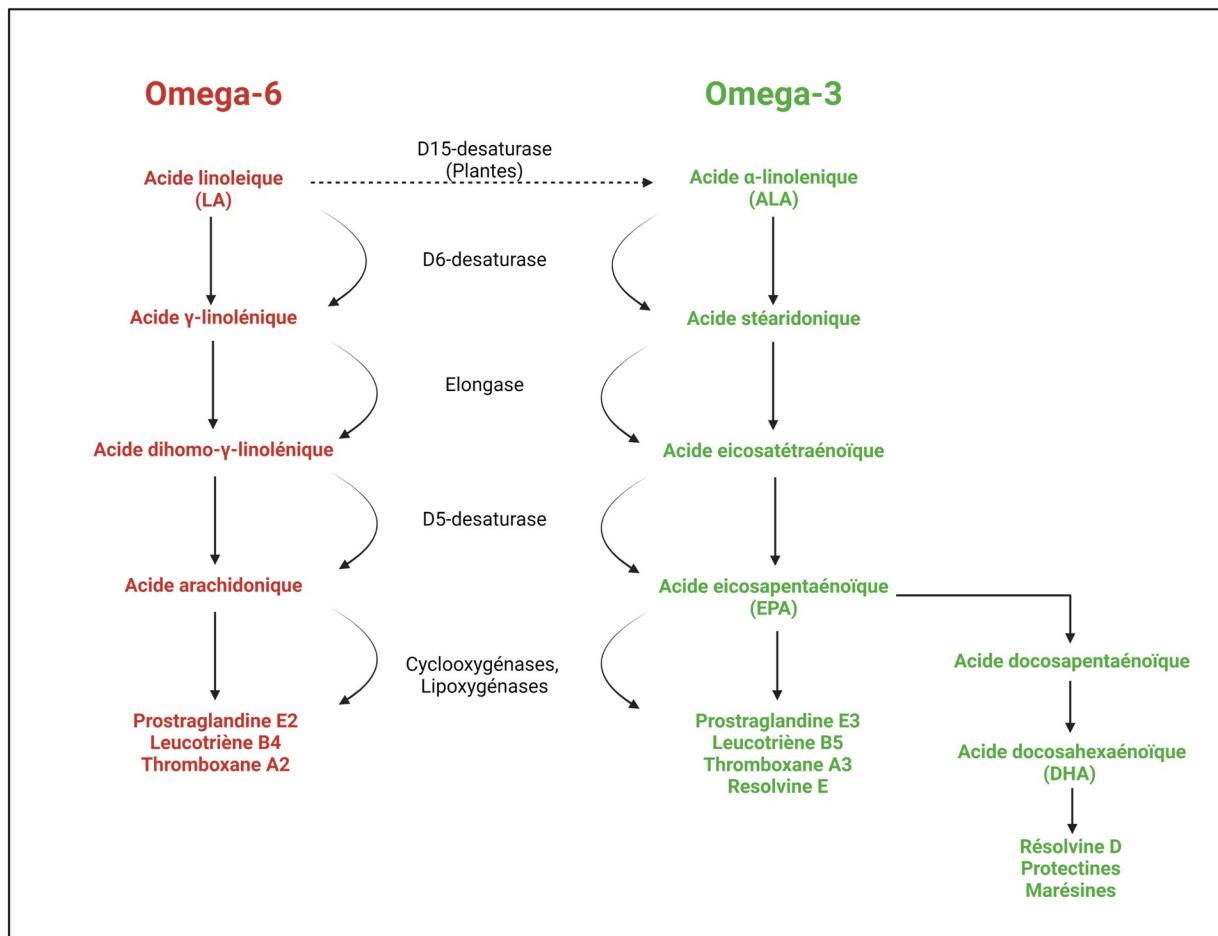 Omega-6
Omega-3
D15-desaturase
(Plantes)
Acide linoleique
(LA)
Acide α-linolenique
(ALA)
D6-desaturase
Acide γ-linolénique
Acide stéaridonique
Elongase
Acide dihomo-γ-linolénique
Acide eicosatétraénoïque
D5-desaturase
Acide arachidonique
Acide eicosapentaénoïque
(EPA)
Cyclooxygénases,
Lipoxygénases
Acide docosapentaénoïque
Prostraglandine E2
Leucotriène B4
Thromboxane A2
Prostraglandine E3
Leucotriène B5
Thromboxane A3
Resolvine E
Acide docosahexaénoïque
(DHA)
Résolvine D
Protectines
Marésines